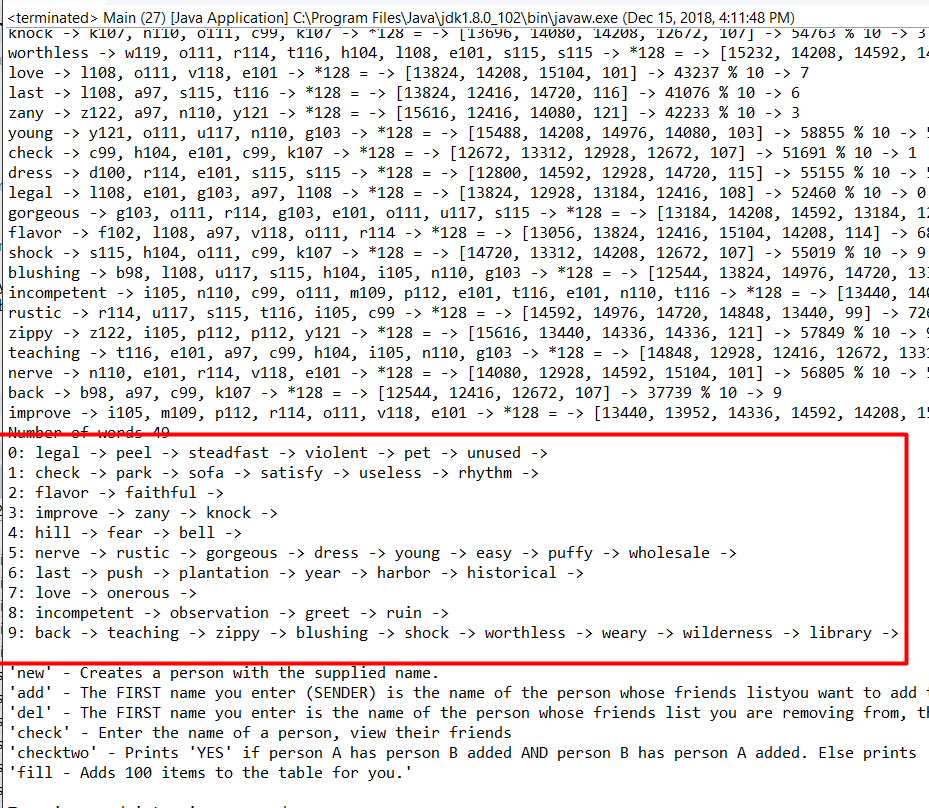 <terminated> Main (27) [Java Application] C:\Program Files\Java\jdk1.8.0_102\bin\javaw.exe (Dec 15, 2018, 4:11:48 PM)
knock -> k107, n110, o111, c99, k107 -> *128 = -> [13696, 14080, 14208, 12672, 107] -> 54763 % 10 -> 3
worthless -> w119, o111, r114, t116, h104, l108, e101, s115, s115 -> *128 = -> [15232, 14208, 14592, 14
love -> l108, o111, v118, e101 -> *128 = -> [13824, 14208, 15104, 101] -> 43237 % 10 -> 7
last -> l108, a97, s115, t116 -> *128 = -> [13824, 12416, 14720, 116] -> 41076 % 10 -> 6
zany -> z122, a97, n110, y121 -> *128 = -> [15616, 12416, 14080, 121] -> 42233 % 10 -> 3
young -> y121, o111, u117, n110, g103 -> *128 = -> [15488, 14208, 14976, 14080, 103] -> 58855 % 10 -> 5
check -> c99, h104, e101, c99, k107 -> *128 = -> [12672, 13312, 12928, 12672, 107] -> 51691 % 10 -> 1
dress -> d100, r114, e101, s115, s115 -> *128 = -> [12800, 14592, 12928, 14720, 115] -> 55155 % 10 -> 5
legal -> l108, e101, g103, a97, l108 -> *128 = -> [13824, 12928, 13184, 12416, 108] -> 52460 % 10 -> 0
gorgeous -> g103, o111, r114, g103, e101, o111, u117, s115 -> *128 = -> [13184, 14208, 14592, 13184, 12
flavor -> f102, l108, a97, v118, o111, r114 -> *128 = -> [13056, 13824, 12416, 15104, 14208, 114] -> 68
shock -> s115, h104, o111, c99, k107 -> *128 = -> [14720, 13312, 14208, 12672, 107] -> 55019 % 10 -> 9
blushing -> b98, l108, u117, s115, h104, i105, n110, g103 -> *128 = -> [12544, 13824, 14976, 14720, 133
incompetent -> i105, n110, c99, o111, m109, p112, e101, t116, e101, n110, t116 -> *128 = -> [13440, 140
rustic -> r114, u117, s115, t116, i105, c99 -> *128 = -> [14592, 14976, 14720, 14848, 13440, 99] -> 726
zippy -> z122, i105, p112, p112, y121 -> *128 = -> [15616, 13440, 14336, 14336, 121] -> 57849 % 10 -> 9
teaching -> t116, e101, a97, c99, h104, i105, n110, g103 -> *128 = -> [14848, 12928, 12416, 12672, 1331
nerve -> n110, e101, r114, v118, e101 -> *128 = -> [14080, 12928, 14592, 15104, 101] -> 56805 % 10 -> 5
back -> b98, a97, c99, k107 -> *128 = -> [12544, 12416, 12672, 107] -> 37739 % 10 -> 9
improve -> i105, m109, p112, r114, o111, v118, e101 -> *128 = -> [13440, 13952, 14336, 14592, 14208, 15
Number of words 49
0: legal -> peel -> steadfast -> violent -> pet -> unused ->
1: check -> park -> sofa -> satisfy -> useless -> rhythm ->
2: flavor -> faithful ->
3: improve -> zany -> knock ->
4: hill -> fear -> bell ->
5: nerve -> rustic -> gorgeous -> dress -> young -> easy -> puffy -> wholesale ->
6: last -> push -> plantation -> year -> harbor -> historical ->
7: love -> onerous ->
8: incompetent -> observation -> greet -> ruin ->
9: back -> teaching -> zippy -> blushing -> shock -> worthless -> weary -> wilderness -> library ->
'new' - Creates a person with the supplied name.
'add' - The FIRST name you enter (SENDER) is the name of the person whose friends listyou want to add
'del' - The FIRST name you enter is the name of the person whose friends list you are removing from, th
'check' - Enter the name of a person, view their friends
'checktwo' - Prints 'YES' if person A has person B added AND person B has person A added. Else prints
'fill - Adds 100 items to the table for you.'